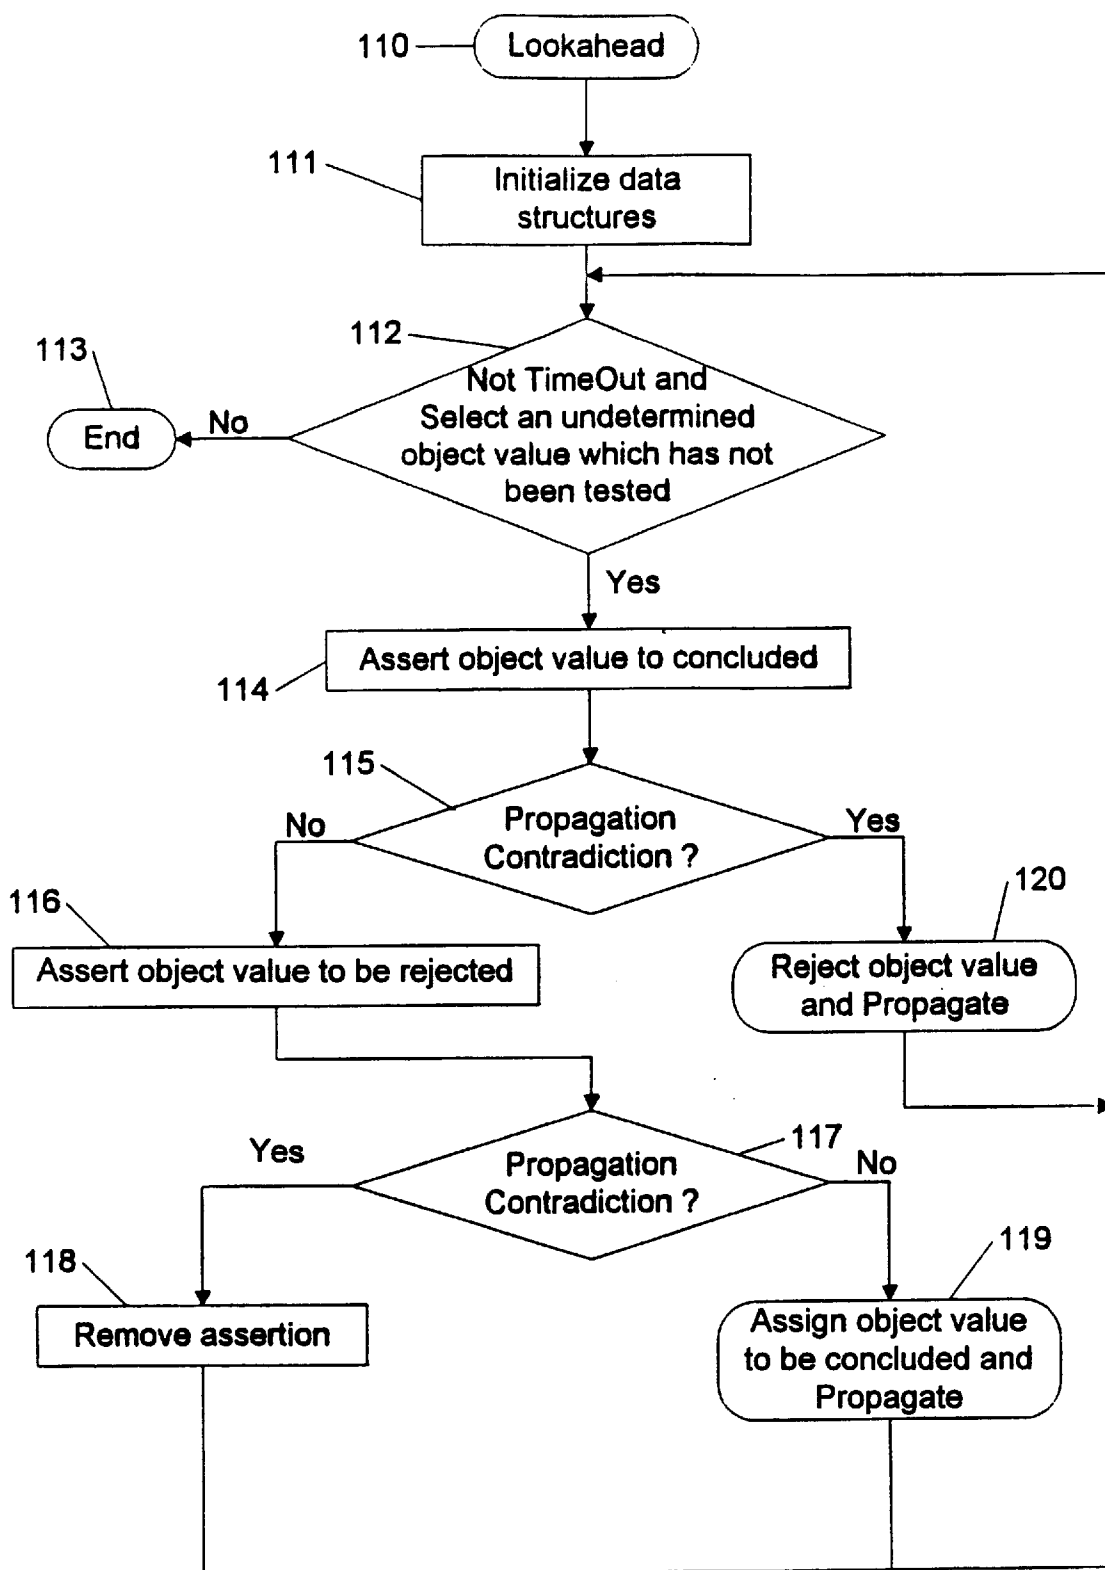 110
Lookahead
111
Initialize data
structures
112
113
Not TimeOut and
Select an undetermined
object value which has not
been tested
No
End
Yes
Assert object value to concluded
114
115
Propagation
Contradiction ?
No
Yes
116
120
Assert object value to be rejected
Reject object value
and Propagate
117
Yes
Propagation
Contradiction ?
No
118
119
Remove assertion
Assign object value
to be concluded and
Propagate